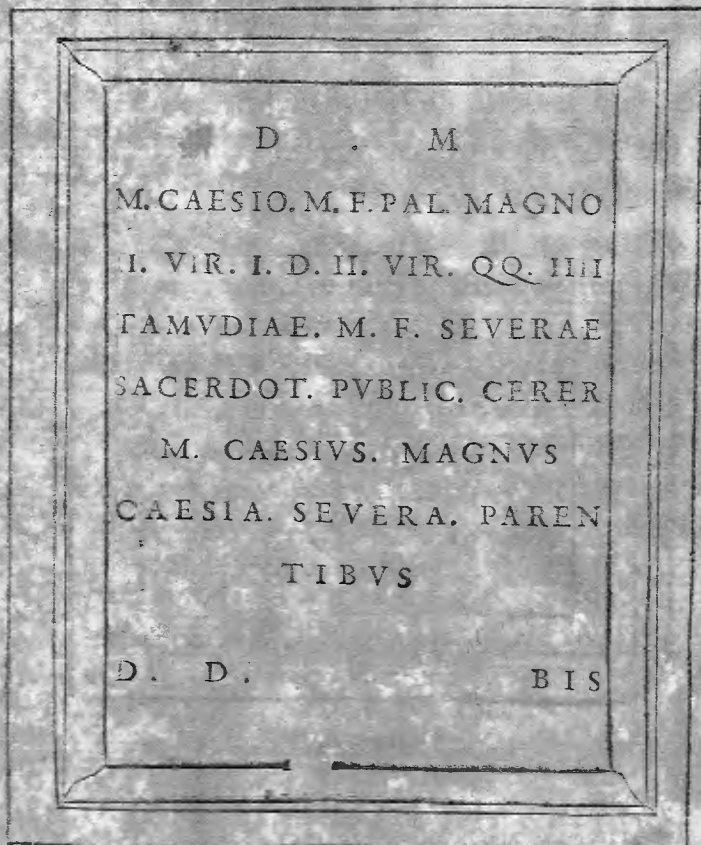 D . M
M. CAESIO. M. F. PAL. MAGNO
II. VIR. I. D. II. VIR. QQ. IIII
TAMVDIAE. M. F. SEVERAE
SACERDOT. PVBLIC. CERER
M. CAESIVS. MAGNVS
CAESIA. SEVERA. PAREN
TIBVS
D. D. BIS